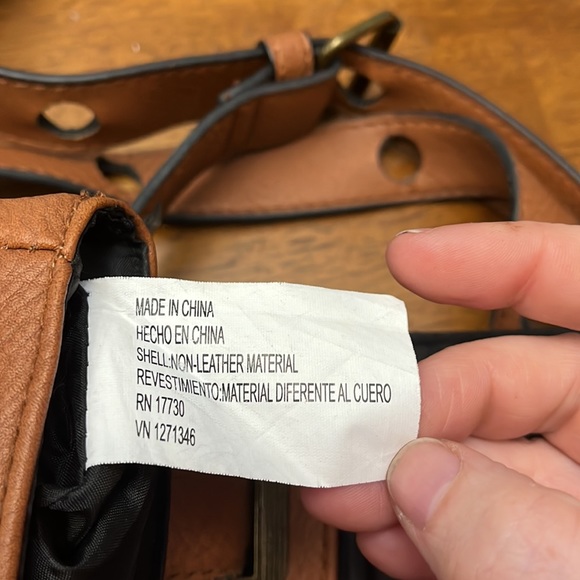 MADE IN CHINA
HECHO EN CHINA
SHELL:NON-LEATHER MATERIAL
REVESTIMIENTO:MATERIAL DIFERENTE AL CUERO
RN 17730
VN 1271346